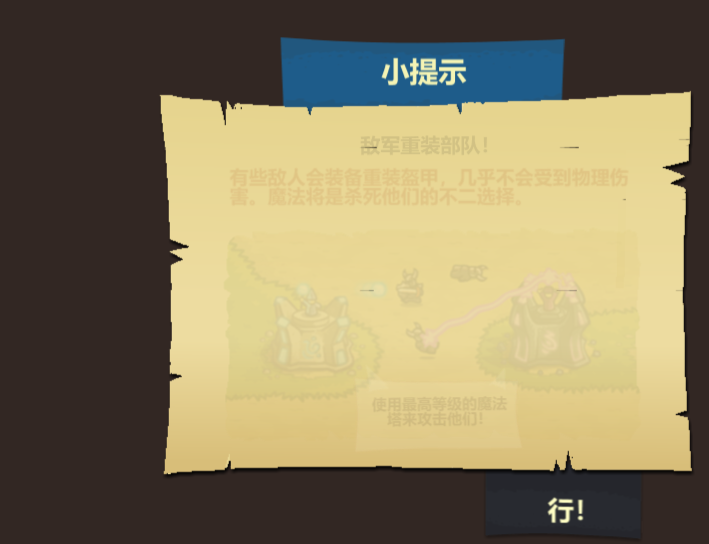 小提示
敌军重装部队!
有些敌人会装备重装盔甲，几乎不会受到物理伤
害。魔法将是杀死他们的不二选择。
使用最高等级的魔法
塔来攻击他们!
行!